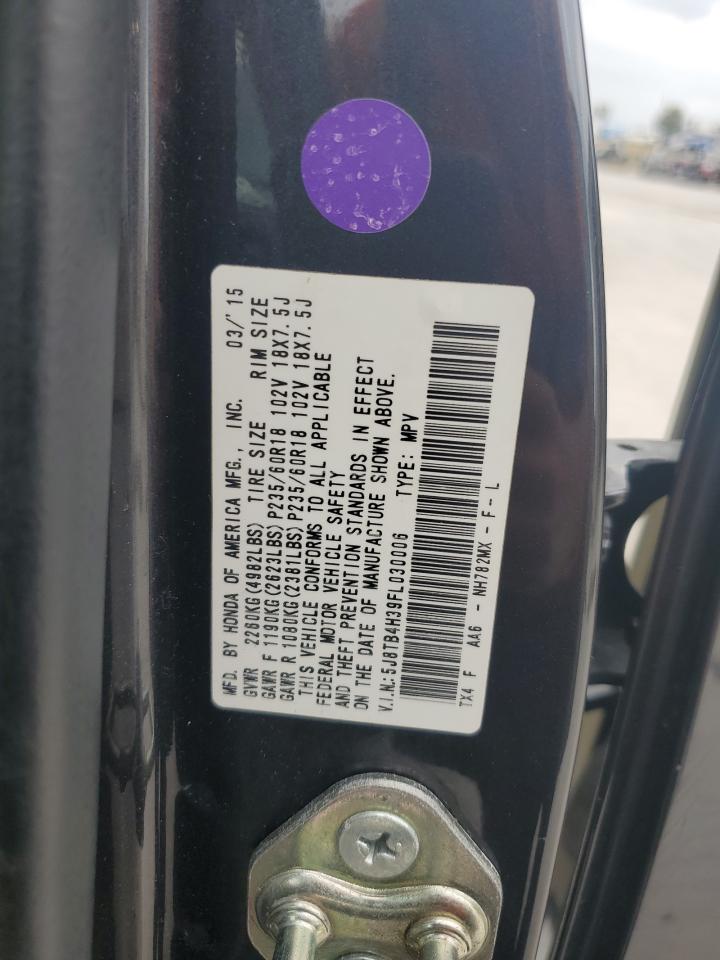 MFD. BY HONDA OF AMERICA MFG., INC. 03/'15
GVWR 2260KG(4982LBS) TIRE SIZE RIM SIZE
GAWR F 1190KG(2623LBS)P235/60R18 102V 18X7.5J
GAWR R 1080KG(2381LBS)P235/60R18 102V 18X7.5J
THIS VEHICLE CONFORMS TO ALL APPLICABLE
FEDERAL MOTOR VEHICLE SAFETY
AND THEFT PREVENTION STANDARDS IN EFFECT
ON THE DATE OF MANUFACTURE SHOWN ABOVE.
V.I.N.:5J8TB4H39FL030006 TYPE: MPV
TX4 F AA6 - NH782MX - F - L